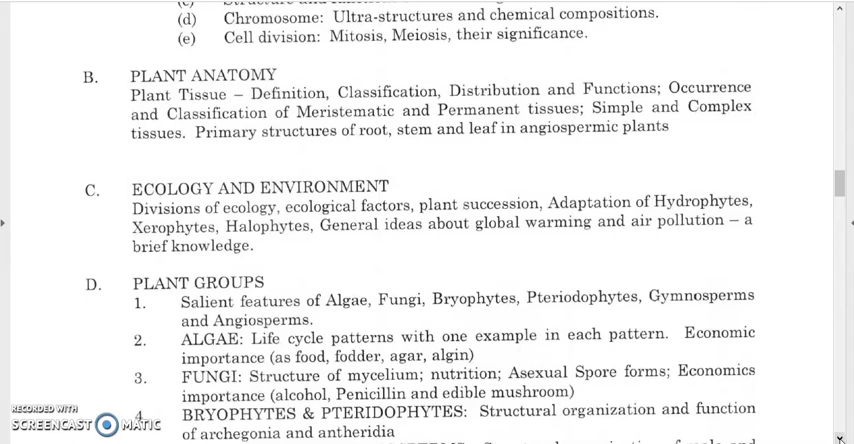 (d) Chromosome: Ultra-structures and chemical compositions.
(e) Cell division: Mitosis, Meiosis, their significance.
B. PLANT ANATOMY
Plant Tissue – Definition, Classification, Distribution and Functions; Occurrence
and Classification of Meristematic and Permanent tissues; Simple and Complex
tissues. Primary structures of root, stem and leaf in angiospermic plants
C. ECOLOGY AND ENVIRONMENT
Divisions of ecology, ecological factors, plant succession, Adaptation of Hydrophytes,
Xerophytes, Halophytes, General ideas about global warming and air pollution – a
brief knowledge.
D. PLANT GROUPS
1. Salient features of Algae, Fungi, Bryophytes, Pteriodophytes, Gymnosperms
and Angiosperms.
2. ALGAE: Life cycle patterns with one example in each pattern. Economic
importance (as food, fodder, agar, algin)
3. FUNGI: Structure of mycelium; nutrition; Asexual Spore forms; Economics
importance (alcohol, Penicillin and edible mushroom)
4. BRYOPHYTES & PTERIDOPHYTES: Structural organization and function
of archegonia and antheridia
RECORDED WITH
SCREENCAST MATIC